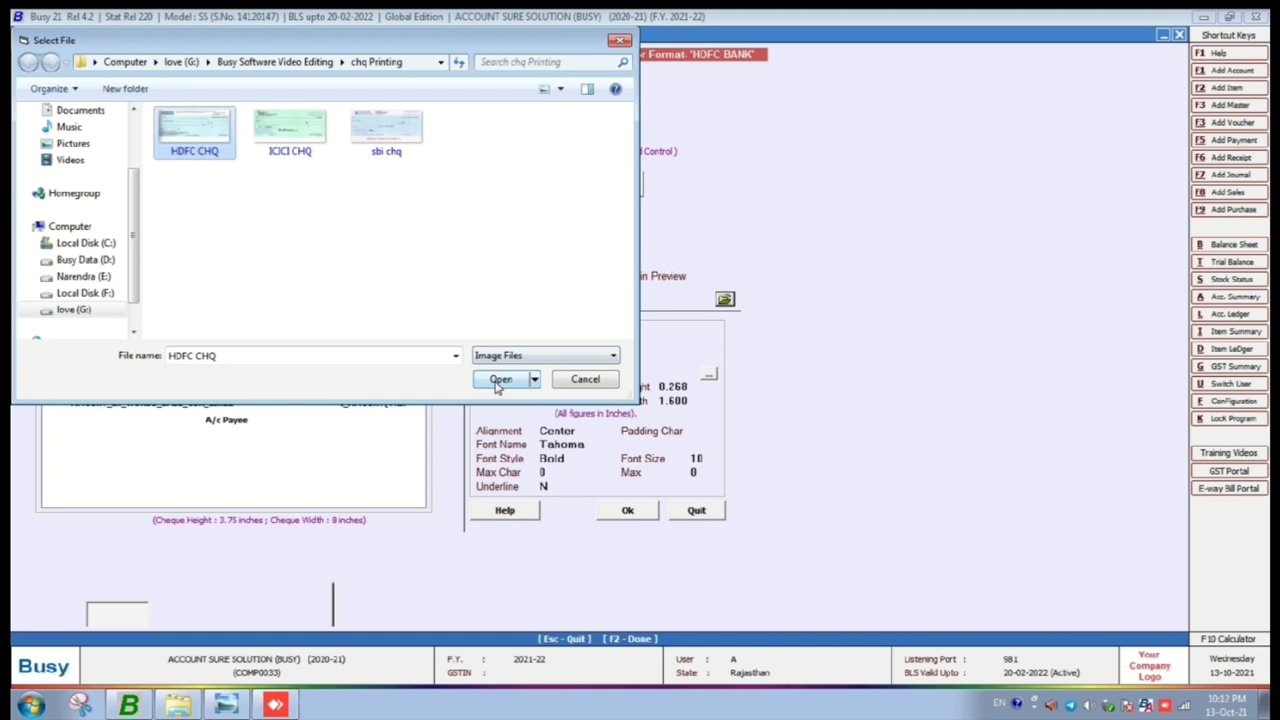 Busy 21 Rel 4.2 | Stat Rel 220 | Model : SS (S.No. 14120147) | BLS upto 20-02-2022 | Global Edition | ACCOUNT SURE SOLUTION (BUSY) (2020-21) (F.Y. 2021-22)
Select File
Computer love (G:) Busy Software Video Editing chq Printing
Search chq Printing
Organize New folder
Documents
Music
Pictures
Videos
Homegroup
Computer
Local Disk (C:)
Busy Data (D:)
Narendra (E:)
Local Disk (F:)
love (G:)
HDFC CHQ ICICI CHQ sbi chq
File name: HDFC CHQ Image Files
Open Cancel
or Format 'HDFC BANK'
d Control )
in Preview
A/c Payee
(Cheque Height : 3.75 inches ; Cheque Width : 8 inches )
ht 0.268
th 1.600
(All figures in Inches).
Alignment Center Padding Char
Font Name Tahoma
Font Style Bold Font Size 10
Max Char 0 Max 0
Underline N
Help Ok Quit
Shortcut Keys
F1 Help
F1 Add Account
F2 Add Item
F3 Add Master
F3 Add Voucher
F5 Add Payment
F6 Add Receipt
F7 Add Journal
F8 Add Sales
F9 Add Purchase
B Balance Sheet
T Trial Balance
S Stock Status
A Acc. Summary
L Acc. Ledger
I Item Summary
D Item LeDger
G GST Summary
U Switch User
F ConFiguration
K LocK Program
Training Videos
GST Portal
E-way Bill Portal
[ Esc - Quit ] [ F2 - Done ]
F10 Calculator
Busy
ACCOUNT SURE SOLUTION (BUSY) (2020-21)
(COMP0033)
F.Y. : 2021-22
GSTIN :
User : A
State : Rajasthan
Listening Port : 981
BLS Valid Upto : 20-02-2022 (Active)
Your
Company
Logo
Wednesday
13-10-2021
EN
10:12 PM
13-Oct-21